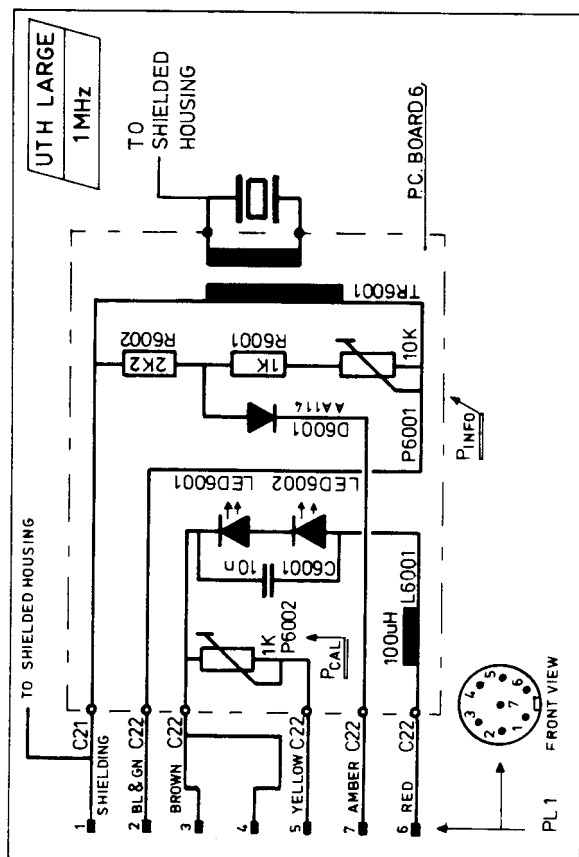 UTH LARGE
1 MHz
TO
SHIELDED
HOUSING
P.C. BOARD 6
TO SHIELDED HOUSING
TR6001
R6002
2K2
R6001
1K
10K
P6001
PINFO
D6001
AA114
LED6001
LED6002
C6001
10n
1K
P6002
PCAL
100uH
L6001
1
C21
SHIELDING
2
BL & GN
C22
3
BROWN
C22
4
5
YELLOW
C22
7
AMBER
C22
6
RED
C22
PL 1
1
2
3
4
5
6
7
FRONT VIEW